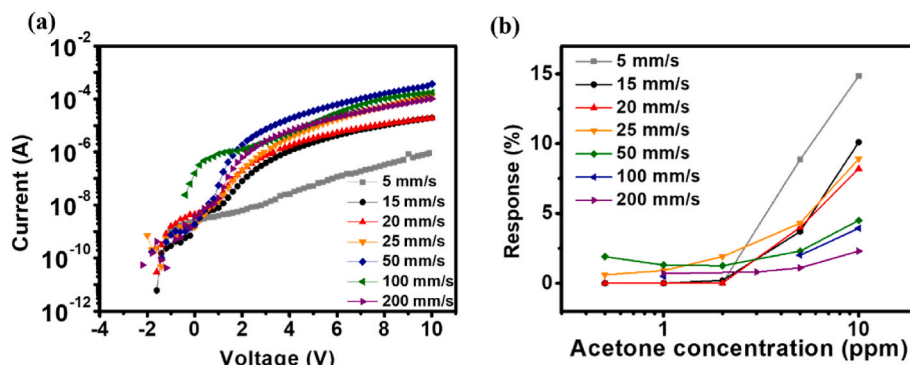 (a)
10⁻²
10⁻⁴
10⁻⁶
10⁻⁸
10⁻¹⁰
10⁻¹²
Current (A)
5 mm/s
15 mm/s
20 mm/s
25 mm/s
50 mm/s
100 mm/s
200 mm/s
-4 -2 0 2 4 6 8 10
Voltage (V)
(b)
15
10
5
0
Response (%)
5 mm/s
15 mm/s
20 mm/s
25 mm/s
50 mm/s
100 mm/s
200 mm/s
1 10
Acetone concentration (ppm)